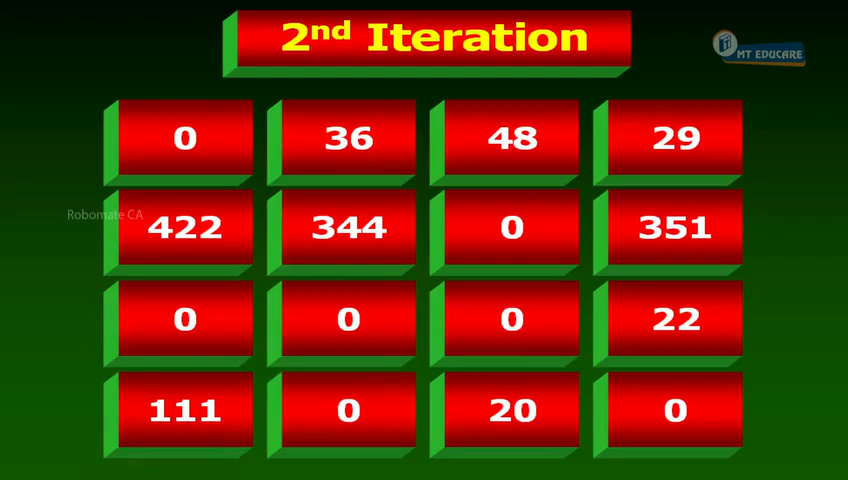 2nd Iteration
MT EDUCARE
0 36 48 29
Robomate CA
422 344 0 351
0 0 0 22
111 0 20 0